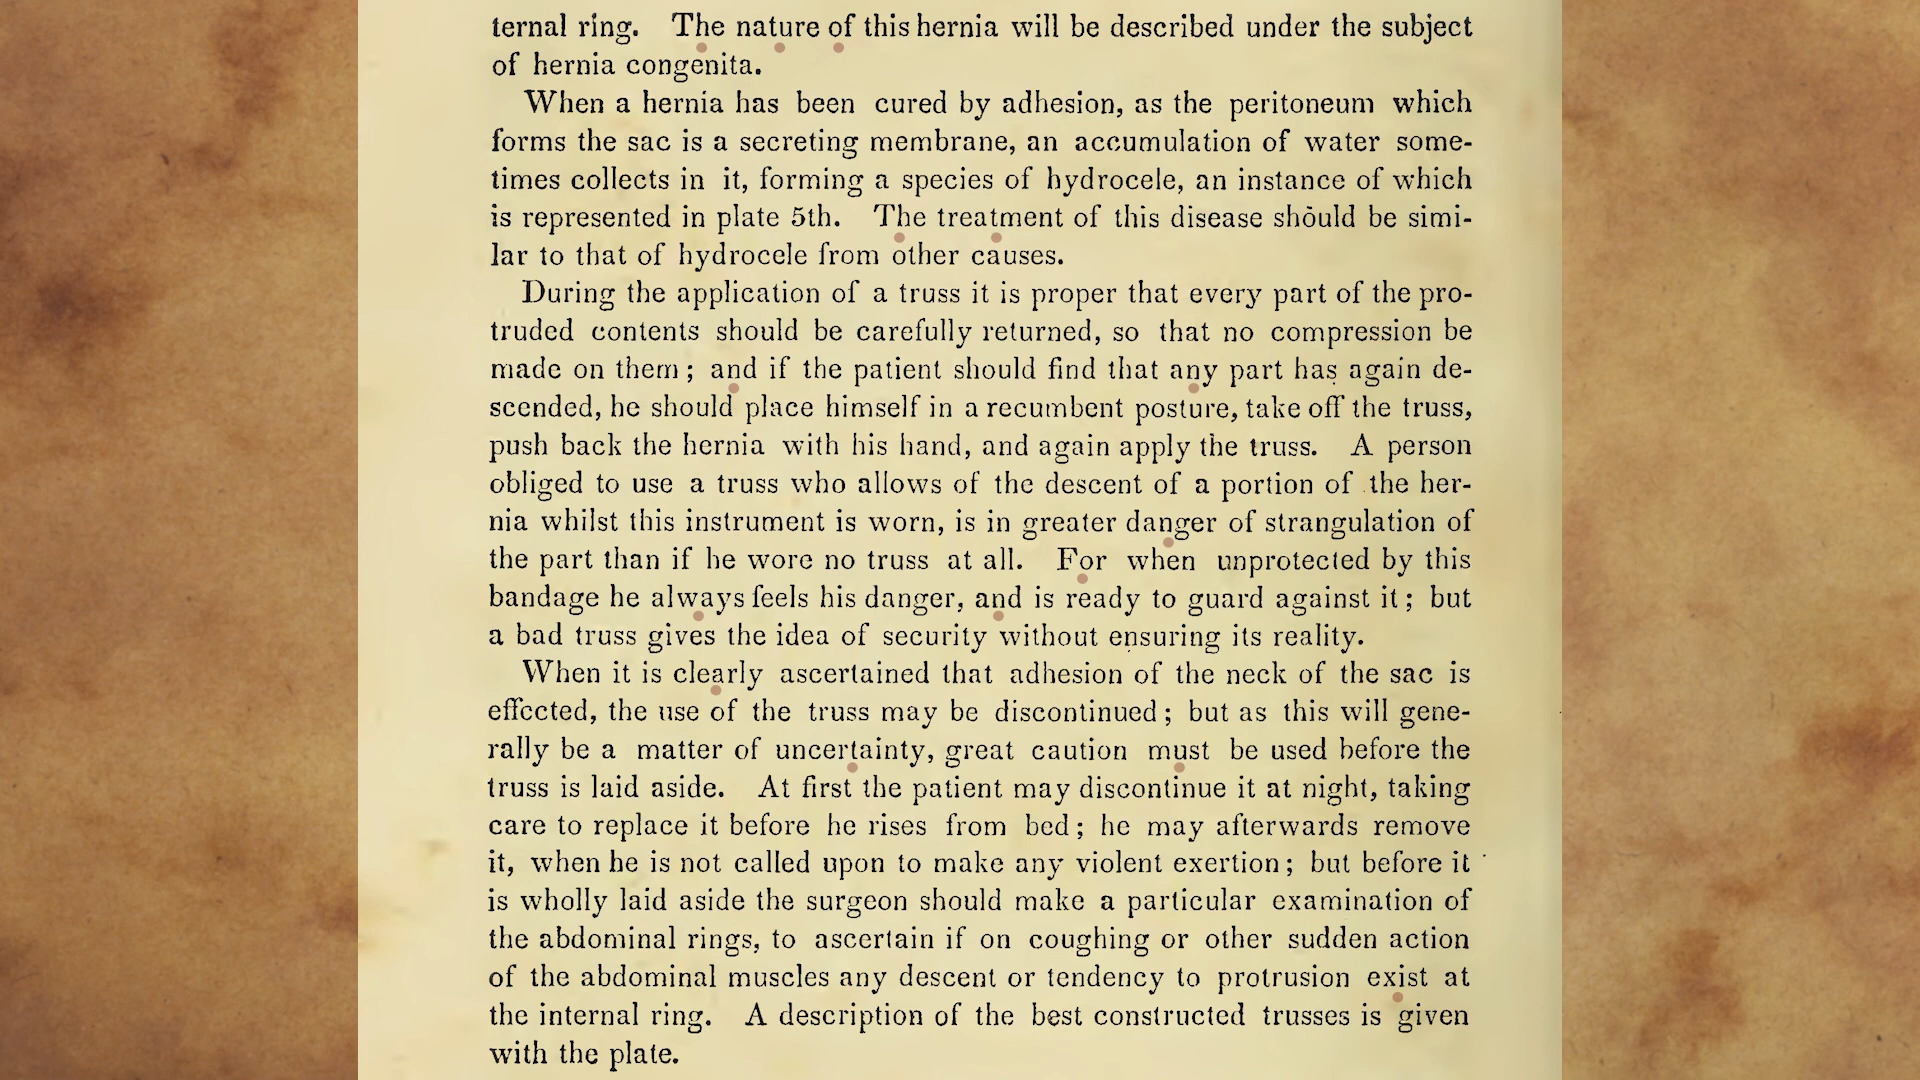 ternal ring. The nature of this hernia will be described under the subject
of hernia congenita.
When a hernia has been cured by adhesion, as the peritoneum which
forms the sac is a secreting membrane, an accumulation of water some-
times collects in it, forming a species of hydrocele, an instance of which
is represented in plate 5th. The treatment of this disease should be simi-
lar to that of hydrocele from other causes.
During the application of a truss it is proper that every part of the pro-
truded contents should be carefully returned, so that no compression be
made on them; and if the patient should find that any part has again de-
scended, he should place himself in a recumbent posture, take off the truss,
push back the hernia with his hand, and again apply the truss. A person
obliged to use a truss who allows of the descent of a portion of the her-
nia whilst this instrument is worn, is in greater danger of strangulation of
the part than if he wore no truss at all. For when unprotected by this
bandage he always feels his danger, and is ready to guard against it; but
a bad truss gives the idea of security without ensuring its reality.
When it is clearly ascertained that adhesion of the neck of the sac is
effected, the use of the truss may be discontinued; but as this will gene-
rally be a matter of uncertainty, great caution must be used before the
truss is laid aside. At first the patient may discontinue it at night, taking
care to replace it before he rises from bed; he may afterwards remove
it, when he is not called upon to make any violent exertion; but before it
is wholly laid aside the surgeon should make a particular examination of
the abdominal rings, to ascertain if on coughing or other sudden action
of the abdominal muscles any descent or tendency to protrusion exist at
the internal ring. A description of the best constructed trusses is given
with the plate.